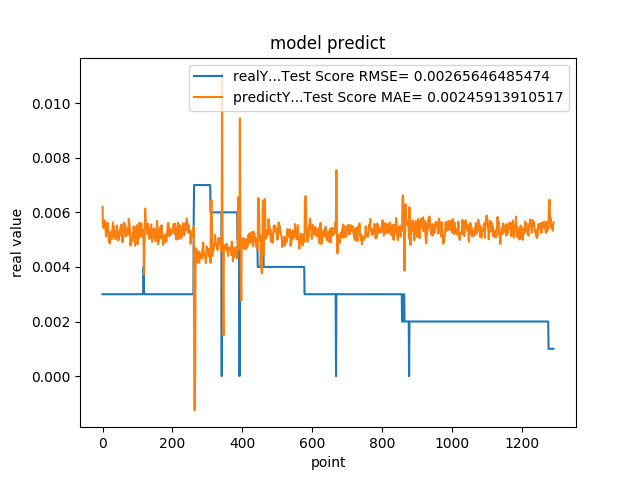 model predict
realY...Test Score RMSE= 0.00265646485474
predictY...Test Score MAE= 0.00245913910517
0.010
0.008
0.006
0.004
0.002
0.000
real value
0 200 400 600 800 1000 1200
point